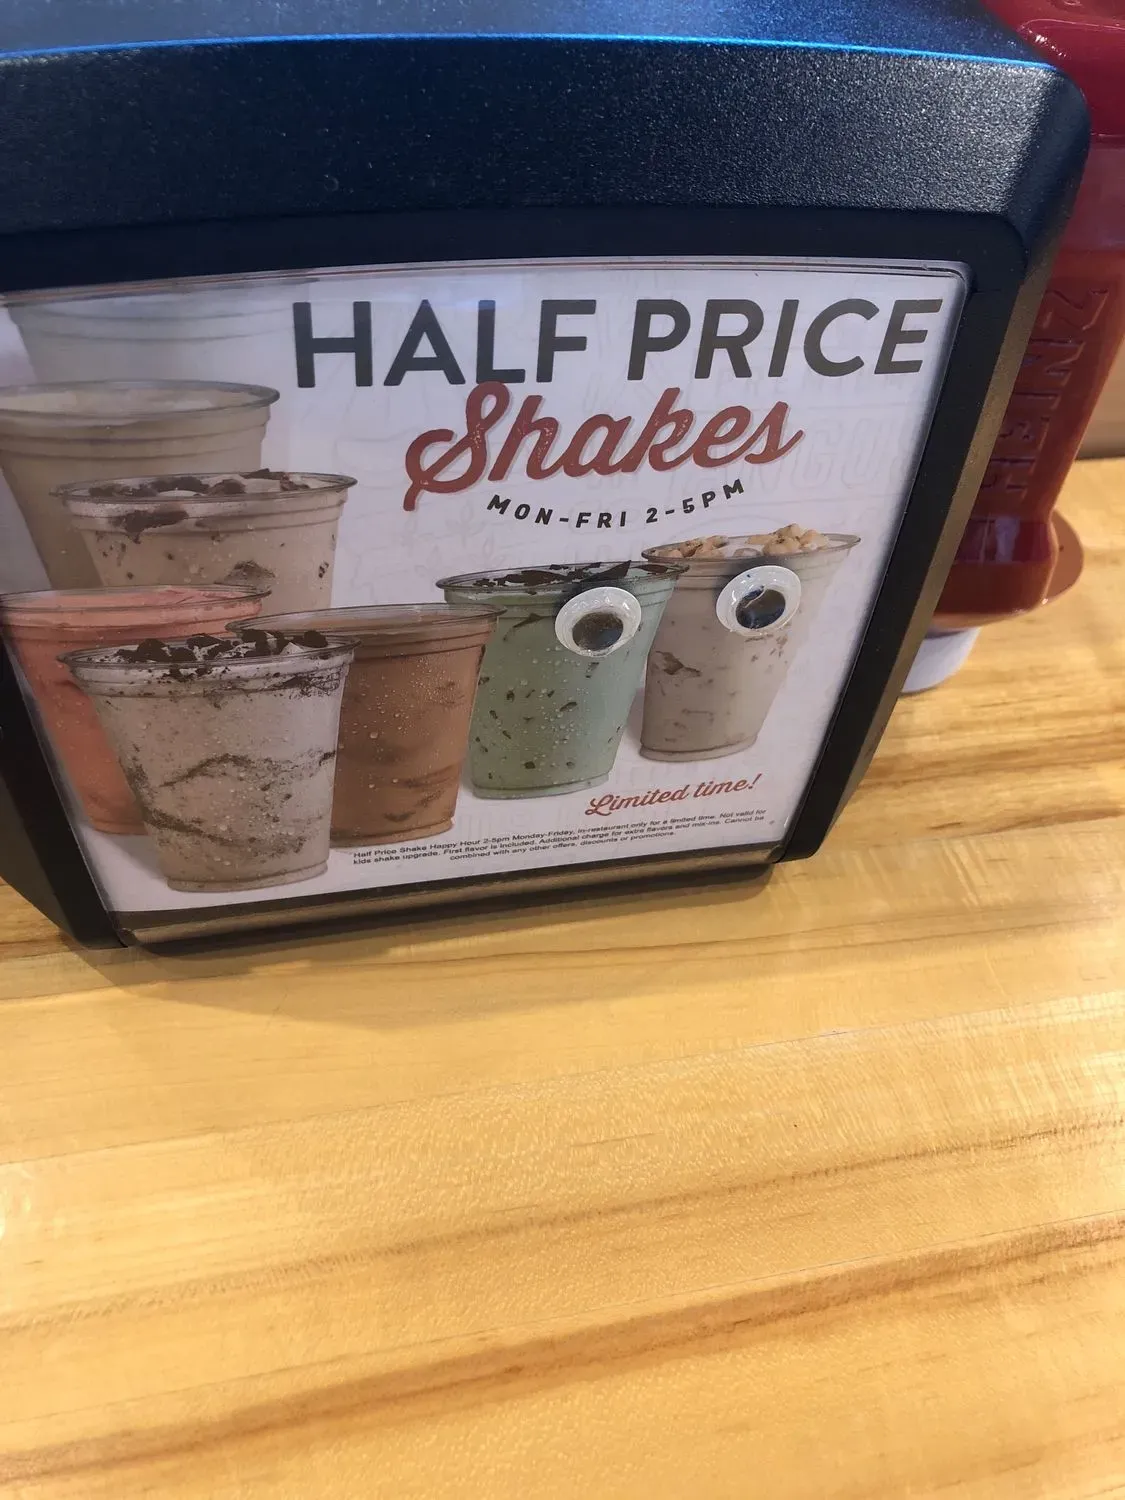 HALF PRICE
Shakes
MON-FRI 2-5PM
Limited time!
Half Price Shake Happy Hour 2-5pm Monday-Friday, in-restaurant only for a limited time. Not valid for
kids shake upgrade. First flavor is included. Additional charge for extra flavors and mix-ins. Cannot be
combined with any other offers, discounts or promotions.